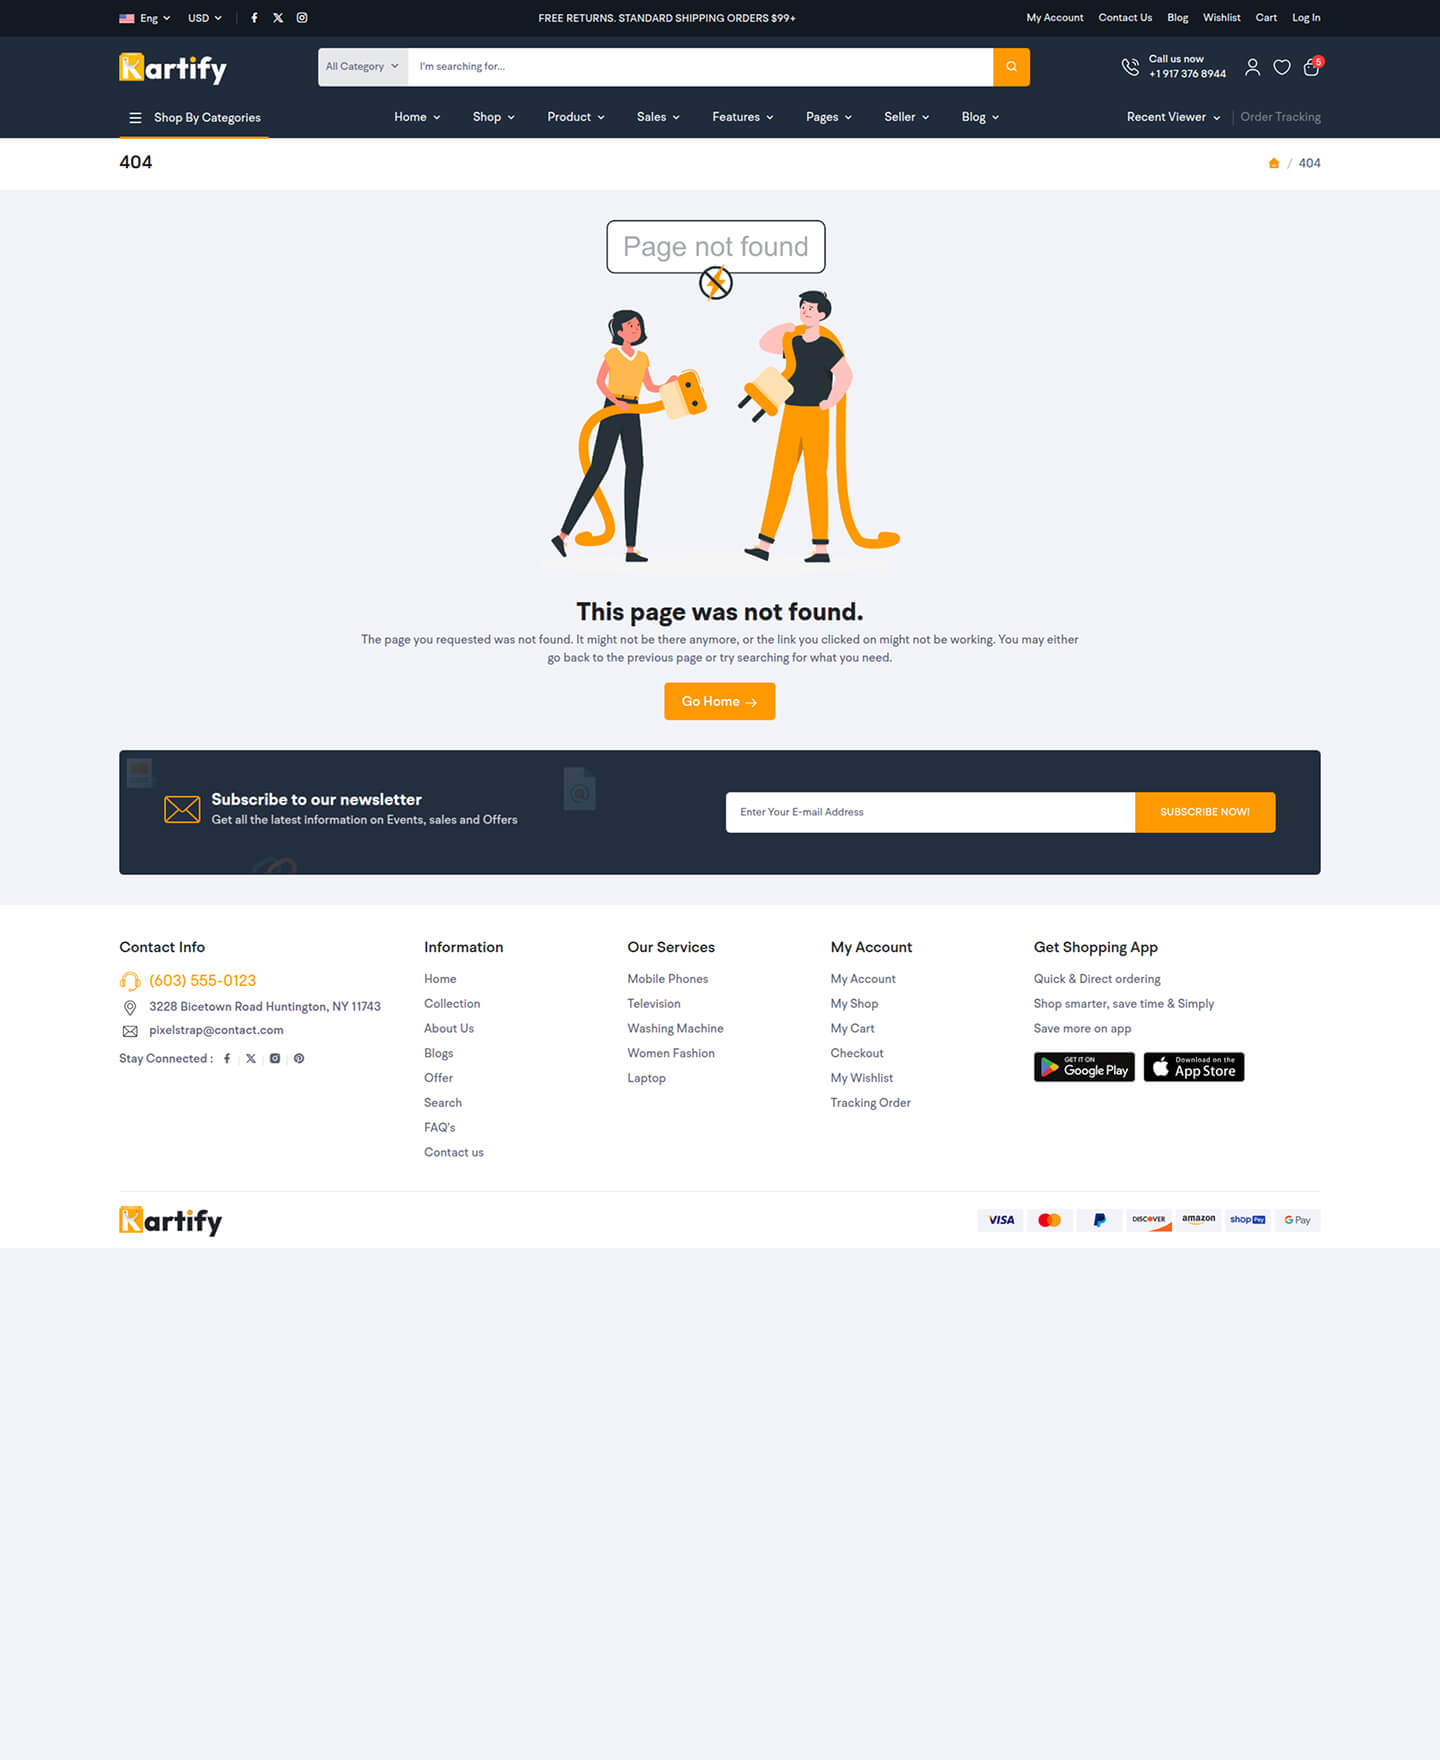 Eng USD FREE RETURNS. STANDARD SHIPPING ORDERS $99+ My Account Contact Us Blog Wishlist Cart Log In
Kartify All Category I'm searching for... Call us now
+1 917 376 8944 5
Shop By Categories Home Shop Product Sales Features Pages Seller Blog Recent Viewer Order Tracking
404 / 404
Page not found
This page was not found.
The page you requested was not found. It might not be there anymore, or the link you clicked on might not be working. You may either
go back to the previous page or try searching for what you need.
Go Home →
Subscribe to our newsletter
Get all the latest information on Events, sales and Offers
Enter Your E-mail Address SUBSCRIBE NOW!
Contact Info
(603) 555-0123
3228 Bicetown Road Huntington, NY 11743
pixelstrap@contact.com
Stay Connected :
Information
Home
Collection
About Us
Blogs
Offer
Search
FAQ's
Contact us
Our Services
Mobile Phones
Television
Washing Machine
Women Fashion
Laptop
My Account
My Account
My Shop
My Cart
Checkout
My Wishlist
Tracking Order
Get Shopping App
Quick & Direct ordering
Shop smarter, save time & Simply
Save more on app
GET IT ON
Google Play
Download on the
App Store
Kartify VISA DISCOVER amazon shop Pay G Pay